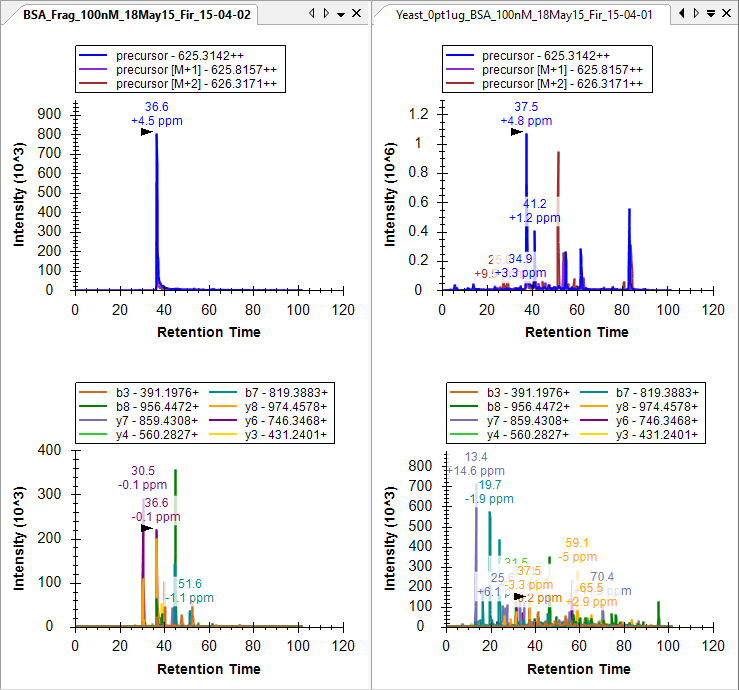 BSA_Frag_100nM_18May15_Fir_15-04-02
precursor - 625.3142++
precursor [M+1] - 625.8157++
precursor [M+2] - 626.3171++
36.6
+4.5 ppm
Intensity (10^3)
900
800
700
600
500
400
300
200
100
0
0 20 40 60 80 100 120
Retention Time
b3 - 391.1976+ b7 - 819.3883+
b8 - 956.4472+ y8 - 974.4578+
y7 - 859.4308+ y6 - 746.3468+
y4 - 560.2827+ y3 - 431.2401+
30.5
-0.1 ppm
36.6
-0.1 ppm
51.6
-1.1 ppm
Intensity (10^3)
400
300
200
100
0
0 20 40 60 80 100 120
Retention Time
Yeast_0pt1ug_BSA_100nM_18May15_Fir_15-04-01
precursor - 625.3142++
precursor [M+1] - 625.8157++
precursor [M+2] - 626.3171++
37.5
+4.8 ppm
41.2
+1.2 ppm
34.9
+3.3 ppm
Intensity (10^6)
1.2
1
0.8
0.6
0.4
0.2
0
0 20 40 60 80 100 120
Retention Time
b3 - 391.1976+ b7 - 819.3883+
b8 - 956.4472+ y8 - 974.4578+
y7 - 859.4308+ y6 - 746.3468+
y4 - 560.2827+ y3 - 431.2401+
13.4
+14.6 ppm
19.7
-1.9 ppm
31.5
37.5
-3.3 ppm
59.1
-5 ppm
70.4
ppm
65.5
+2.9 ppm
Intensity (10^3)
800
700
600
500
400
300
200
100
0
0 20 40 60 80 100 120
Retention Time